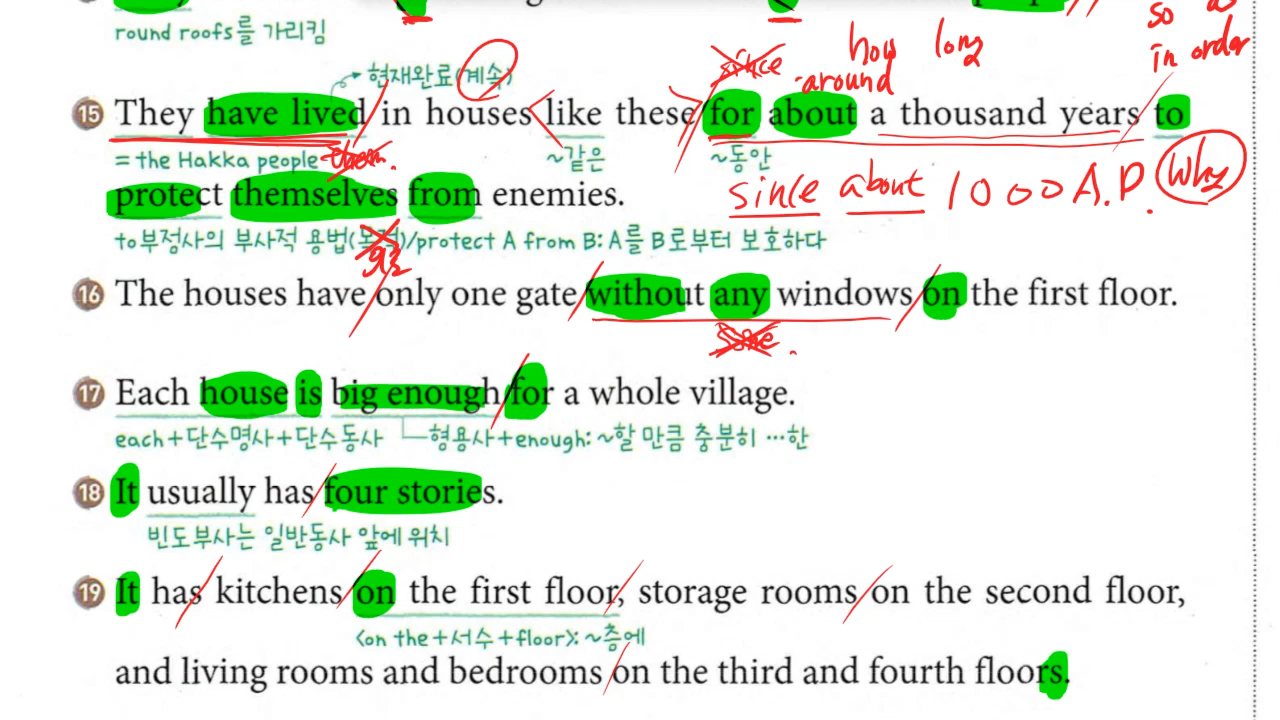 round roofs를 가리킴
so as
how long
in order
현재완료(계속)
since
around
15 They have lived in houses like these for about a thousand years to
= the Hakka people them.
~같은
~동안
since about 1000 A.D.
Why
protect themselves from enemies.
to부정사의 부사적 용법(목적)/protect A from B: A를 B로부터 보호하다
16 The houses have only one gate without any windows on the first floor.
some.
17 Each house is big enough for a whole village.
each+단수명사+단수동사
형용사+enough: ~할 만큼 충분히 …한
18 It usually has four stories.
빈도부사는 일반동사 앞에 위치
19 It has kitchens on the first floor, storage rooms on the second floor,
<on the+서수+floor>: ~층에
and living rooms and bedrooms on the third and fourth floors.